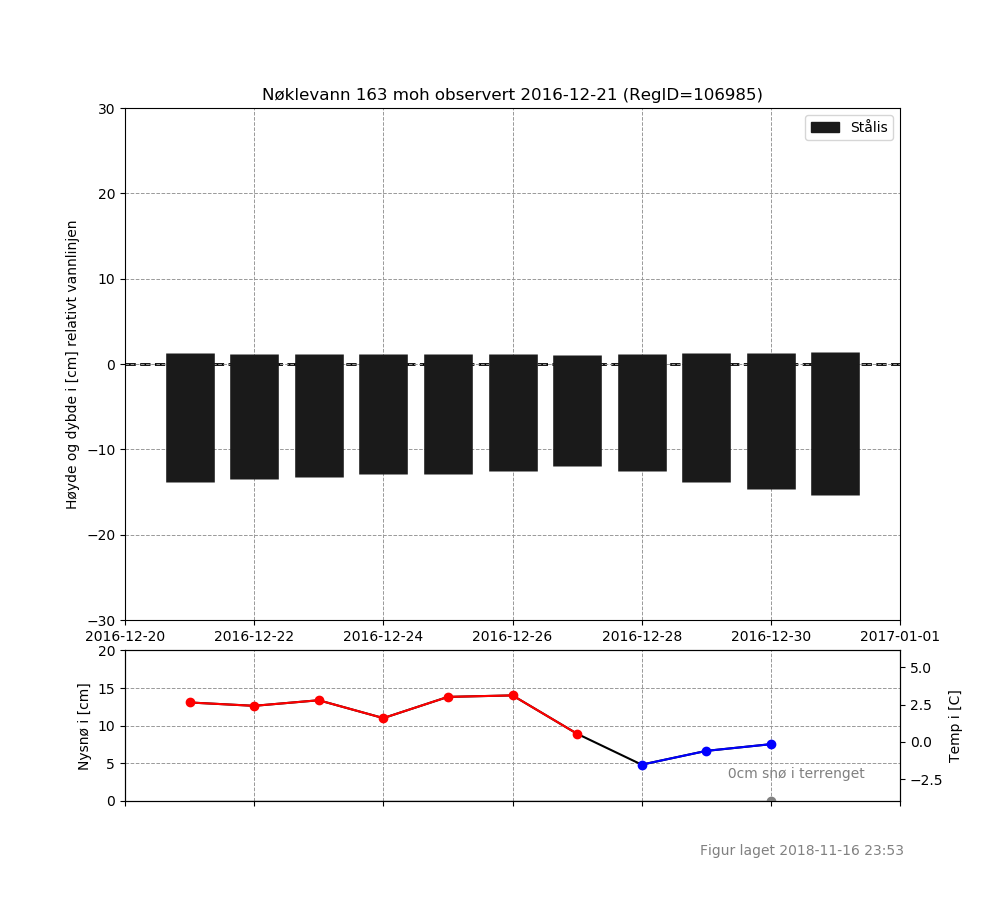 Nøklevann 163 moh observert 2016-12-21 (RegID=106985)
Stålis
Høyde og dybde i [cm] relativt vannlinjen
30
20
10
0
−10
−20
−30
2016-12-20 2016-12-22 2016-12-24 2016-12-26 2016-12-28 2016-12-30 2017-01-01
Nysnø i [cm]
20
15
10
5
0
5.0
2.5
0.0
−2.5
Temp i [C]
0cm snø i terrenget
Figur laget 2018-11-16 23:53